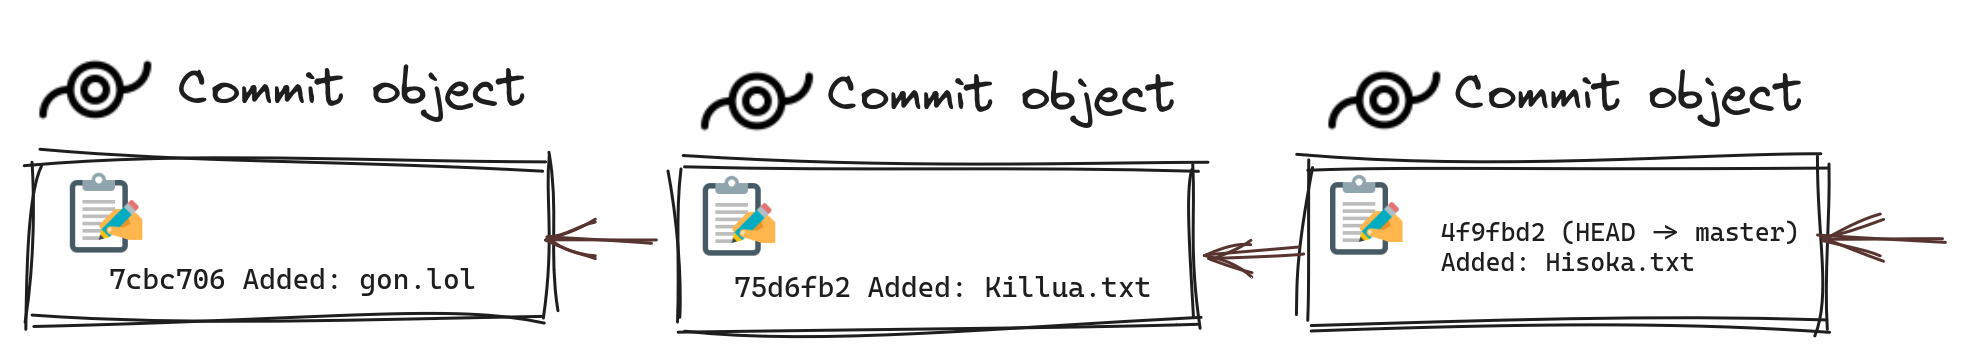 Commit object
Commit object
Commit object
7cbc706 Added: gon.lol
75d6fb2 Added: Killua.txt
4f9fbd2 (HEAD -> master)
Added: Hisoka.txt